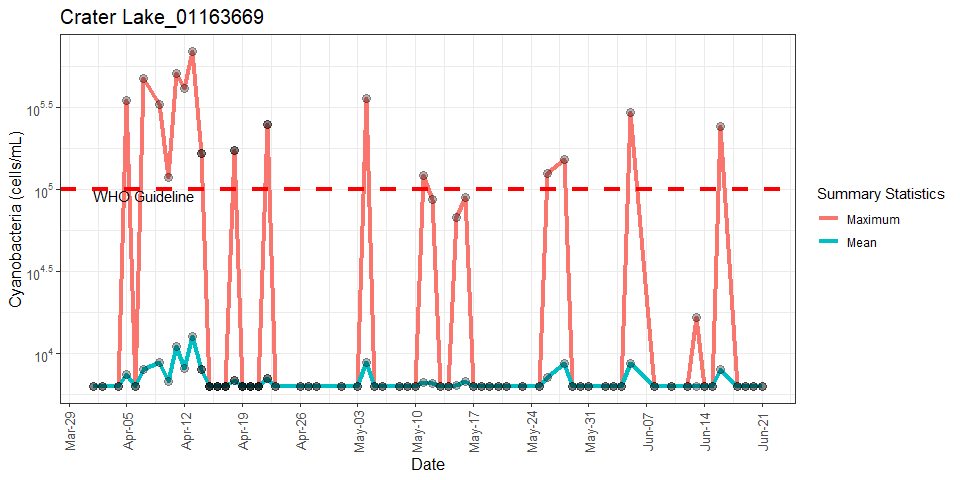 Crater Lake_01163669
Cyanobacteria (cells/mL)
10^5.5
10^5
10^4.5
10^4
WHO Guideline
Mar-29
Apr-05
Apr-12
Apr-19
Apr-26
May-03
May-10
May-17
May-24
May-31
Jun-07
Jun-14
Jun-21
Date
Summary Statistics
Maximum
Mean